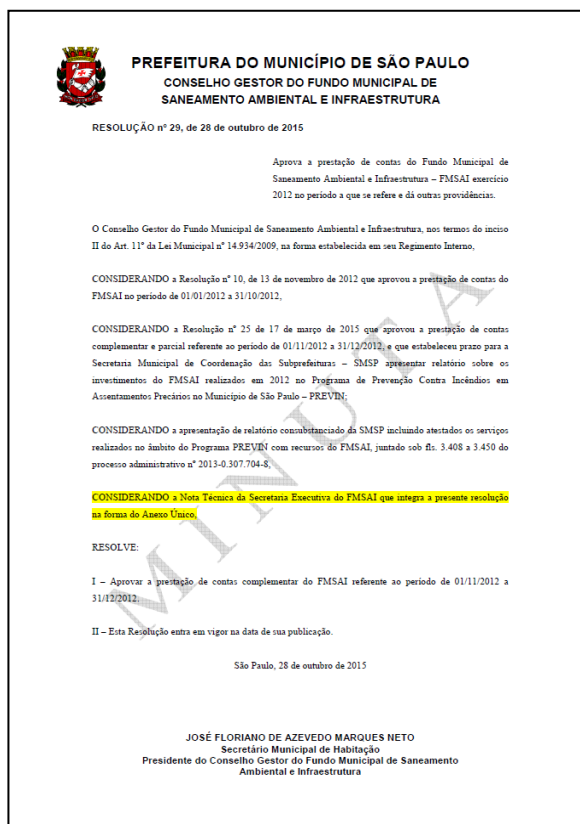 PREFEITURA DO MUNICÍPIO DE SÃO PAULO
CONSELHO GESTOR DO FUNDO MUNICIPAL DE
SANEAMENTO AMBIENTAL E INFRAESTRUTURA
RESOLUÇÃO nº 29, de 28 de outubro de 2015
Aprova a prestação de contas do Fundo Municipal de
Saneamento Ambiental e Infraestrutura – FMSAI exercício
2012 no período a que se refere e dá outras providências.
O Conselho Gestor do Fundo Municipal de Saneamento Ambiental e Infraestrutura, nos termos do inciso
II do Art. 11º da Lei Municipal nº 14.934/2009, na forma estabelecida em seu Regimento Interno,
CONSIDERANDO a Resolução nº 10, de 13 de novembro de 2012 que aprovou a prestação de contas do
FMSAI no período de 01/01/2012 a 31/10/2012,
CONSIDERANDO a Resolução nº 25 de 17 de março de 2015 que aprovou a prestação de contas
complementar e parcial referente ao período de 01/11/2012 a 31/12/2012, e que estabeleceu prazo para a
Secretaria Municipal de Coordenação das Subprefeituras – SMSP apresentar relatório sobre os
investimentos do FMSAI realizados em 2012 no Programa de Prevenção Contra Incêndios em
Assentamentos Precários no Município de São Paulo – PREVIN;
CONSIDERANDO a apresentação de relatório consubstanciado da SMSP incluindo atestados os serviços
realizados no âmbito do Programa PREVIN com recursos do FMSAI, juntado sob fls. 3.408 a 3.450 do
processo administrativo nº 2013-0.307.704-8,
CONSIDERANDO a Nota Técnica da Secretaria Executiva do FMSAI que integra a presente resolução
na forma do Anexo Único,
RESOLVE:
I – Aprovar a prestação de contas complementar do FMSAI referente ao período de 01/11/2012 a
31/12/2012.
II – Esta Resolução entra em vigor na data de sua publicação.
São Paulo, 28 de outubro de 2015
JOSÉ FLORIANO DE AZEVEDO MARQUES NETO
Secretário Municipal de Habitação
Presidente do Conselho Gestor do Fundo Municipal de Saneamento
Ambiental e Infraestrutura
MINUTA